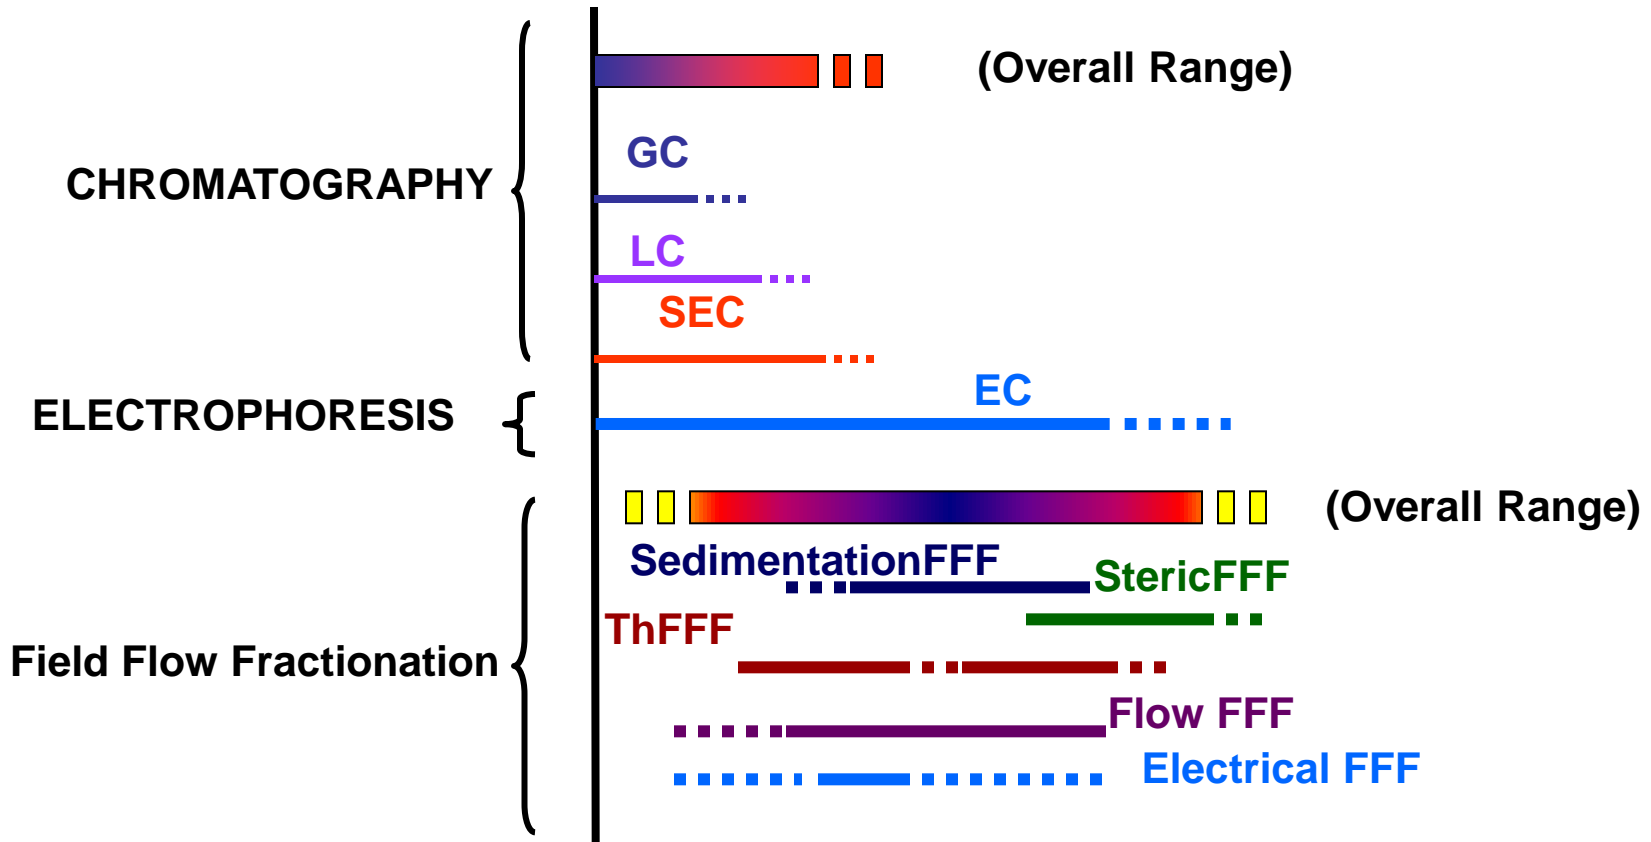 (Overall Range)
GC
CHROMATOGRAPHY
LC
SEC
EC
ELECTROPHORESIS
(Overall Range)
SedimentationFFF
StericFFF
ThFFF
Field Flow Fractionation
Flow FFF
Electrical FFF